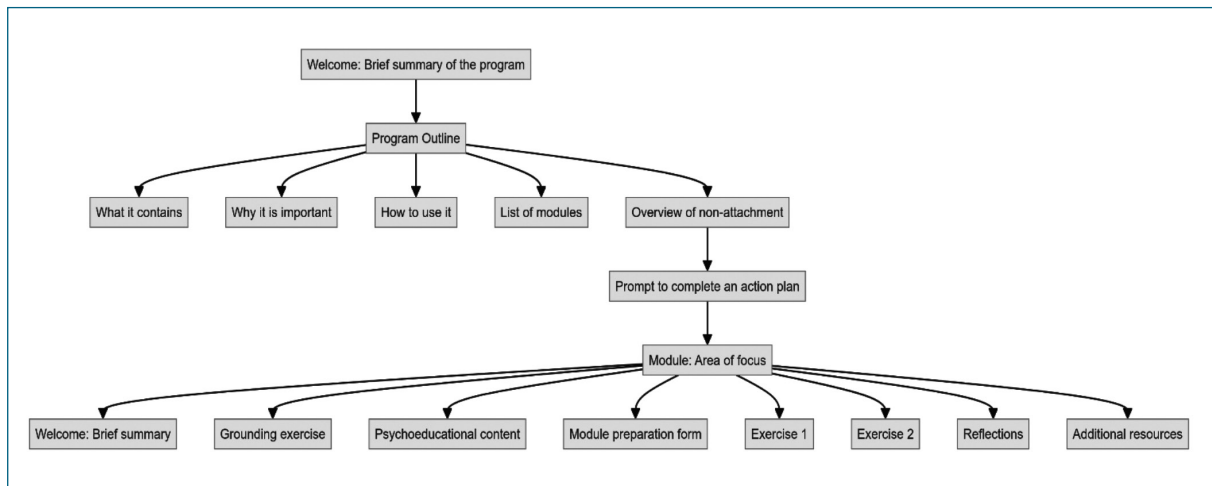 Welcome: Brief summary of the program
Program Outline
What it contains
Why it is important
How to use it
List of modules
Overview of non-attachment
Prompt to complete an action plan
Module: Area of focus
Welcome: Brief summary
Grounding exercise
Psychoeducational content
Module preparation form
Exercise 1
Exercise 2
Reflections
Additional resources